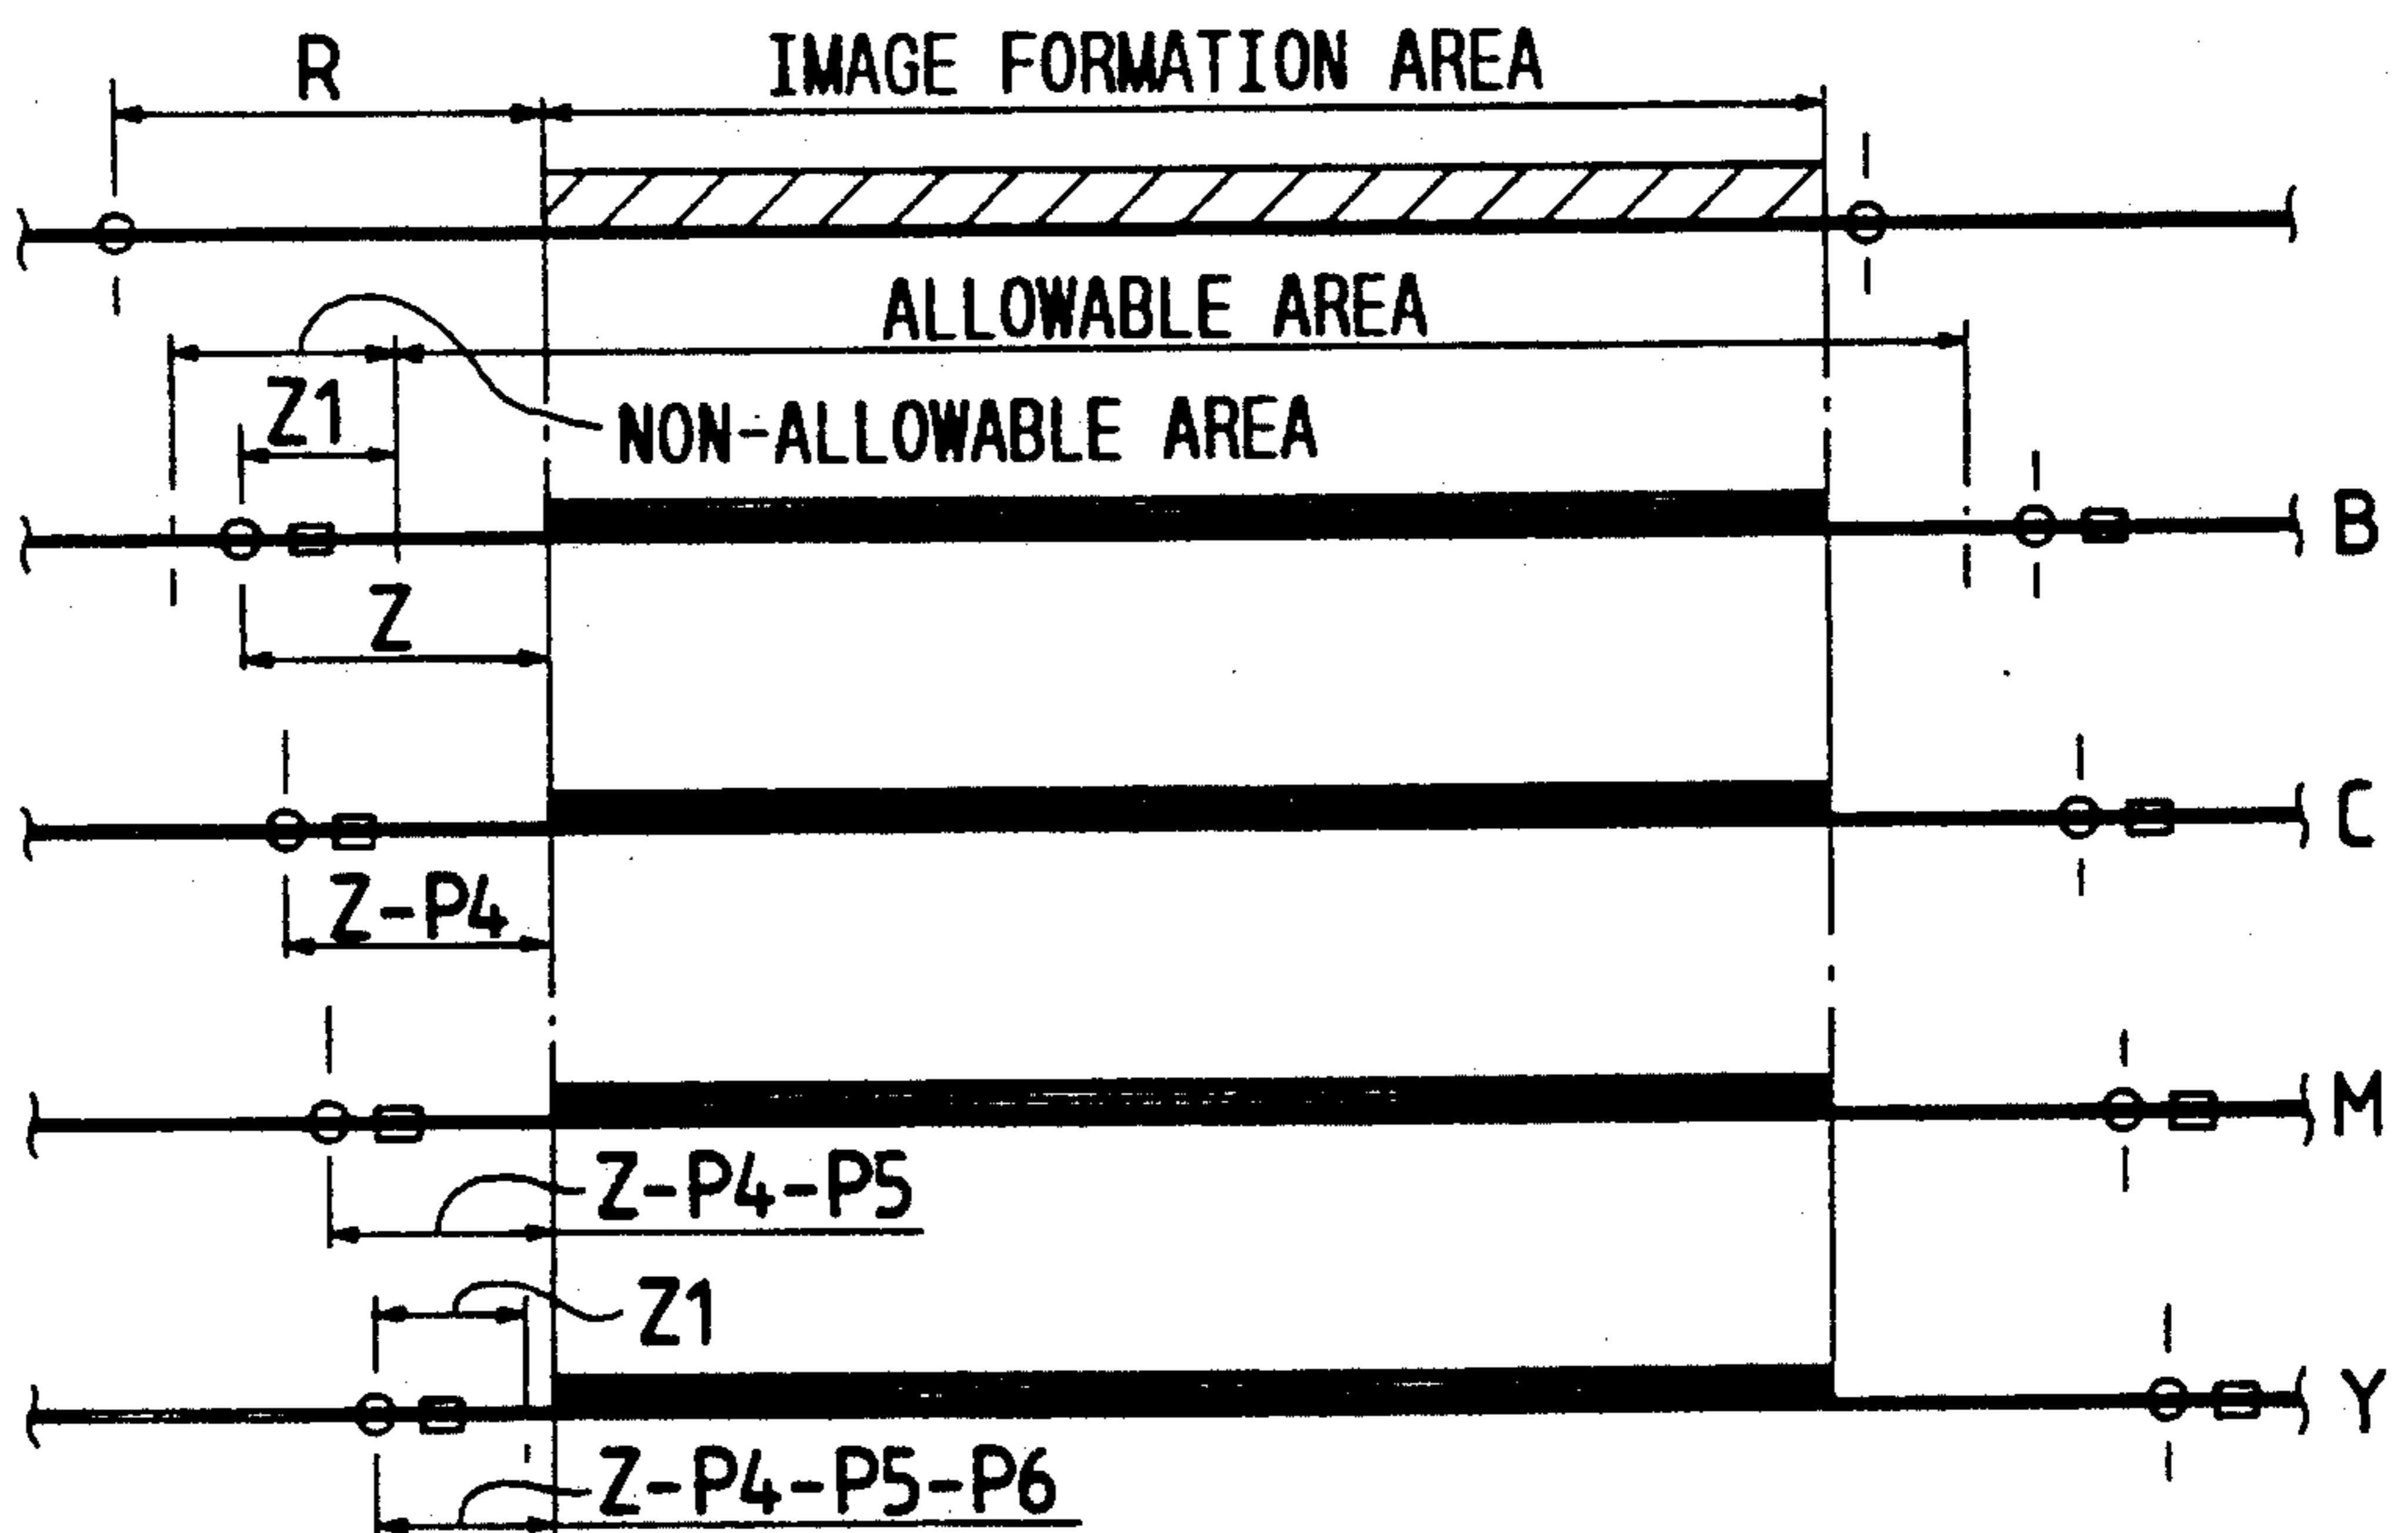 R
IMAGE FORMATION AREA
ALLOWABLE AREA
Z1
NON-ALLOWABLE AREA
B
Z
C
Z-P4
M
Z-P4-P5
Z1
Y
Z-P4-P5-P6